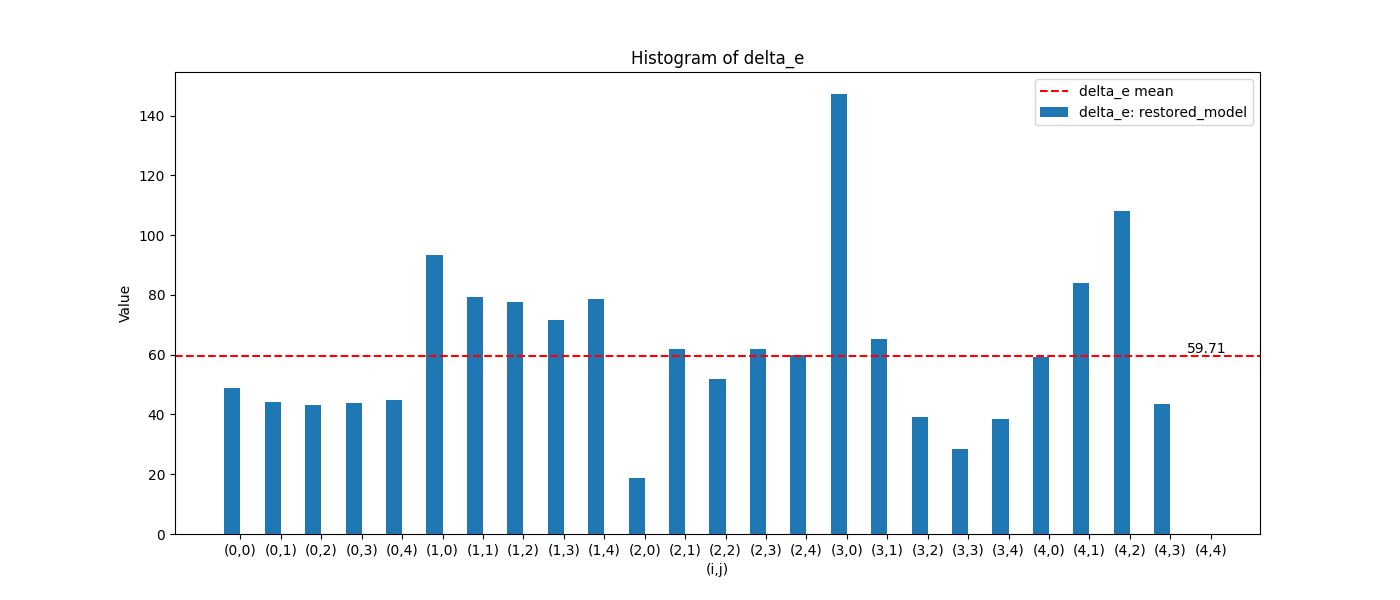 Histogram of delta_e
delta_e mean
delta_e: restored_model
140
120
100
80
60
40
20
0
Value
59.71
(0,0) (0,1) (0,2) (0,3) (0,4) (1,0) (1,1) (1,2) (1,3) (1,4) (2,0) (2,1) (2,2) (2,3) (2,4) (3,0) (3,1) (3,2) (3,3) (3,4) (4,0) (4,1) (4,2) (4,3) (4,4)
(i,j)